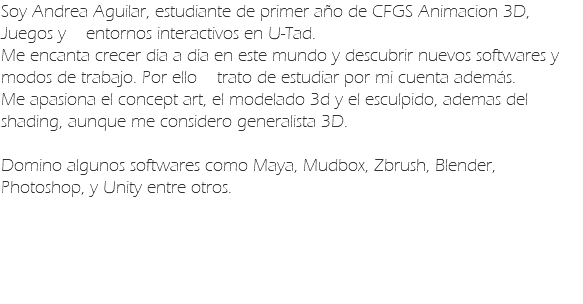 Soy Andrea Aguilar, estudiante de primer año de CFGS Animacion 3D,
Juegos y entornos interactivos en U-Tad.
Me encanta crecer día a día en este mundo y descubrir nuevos softwares y
modos de trabajo. Por ello trato de estudiar por mi cuenta además.
Me apasiona el concept art, el modelado 3d y el esculpido, ademas del
shading, aunque me considero generalista 3D.
Domino algunos softwares como Maya, Mudbox, Zbrush, Blender,
Photoshop, y Unity entre otros.